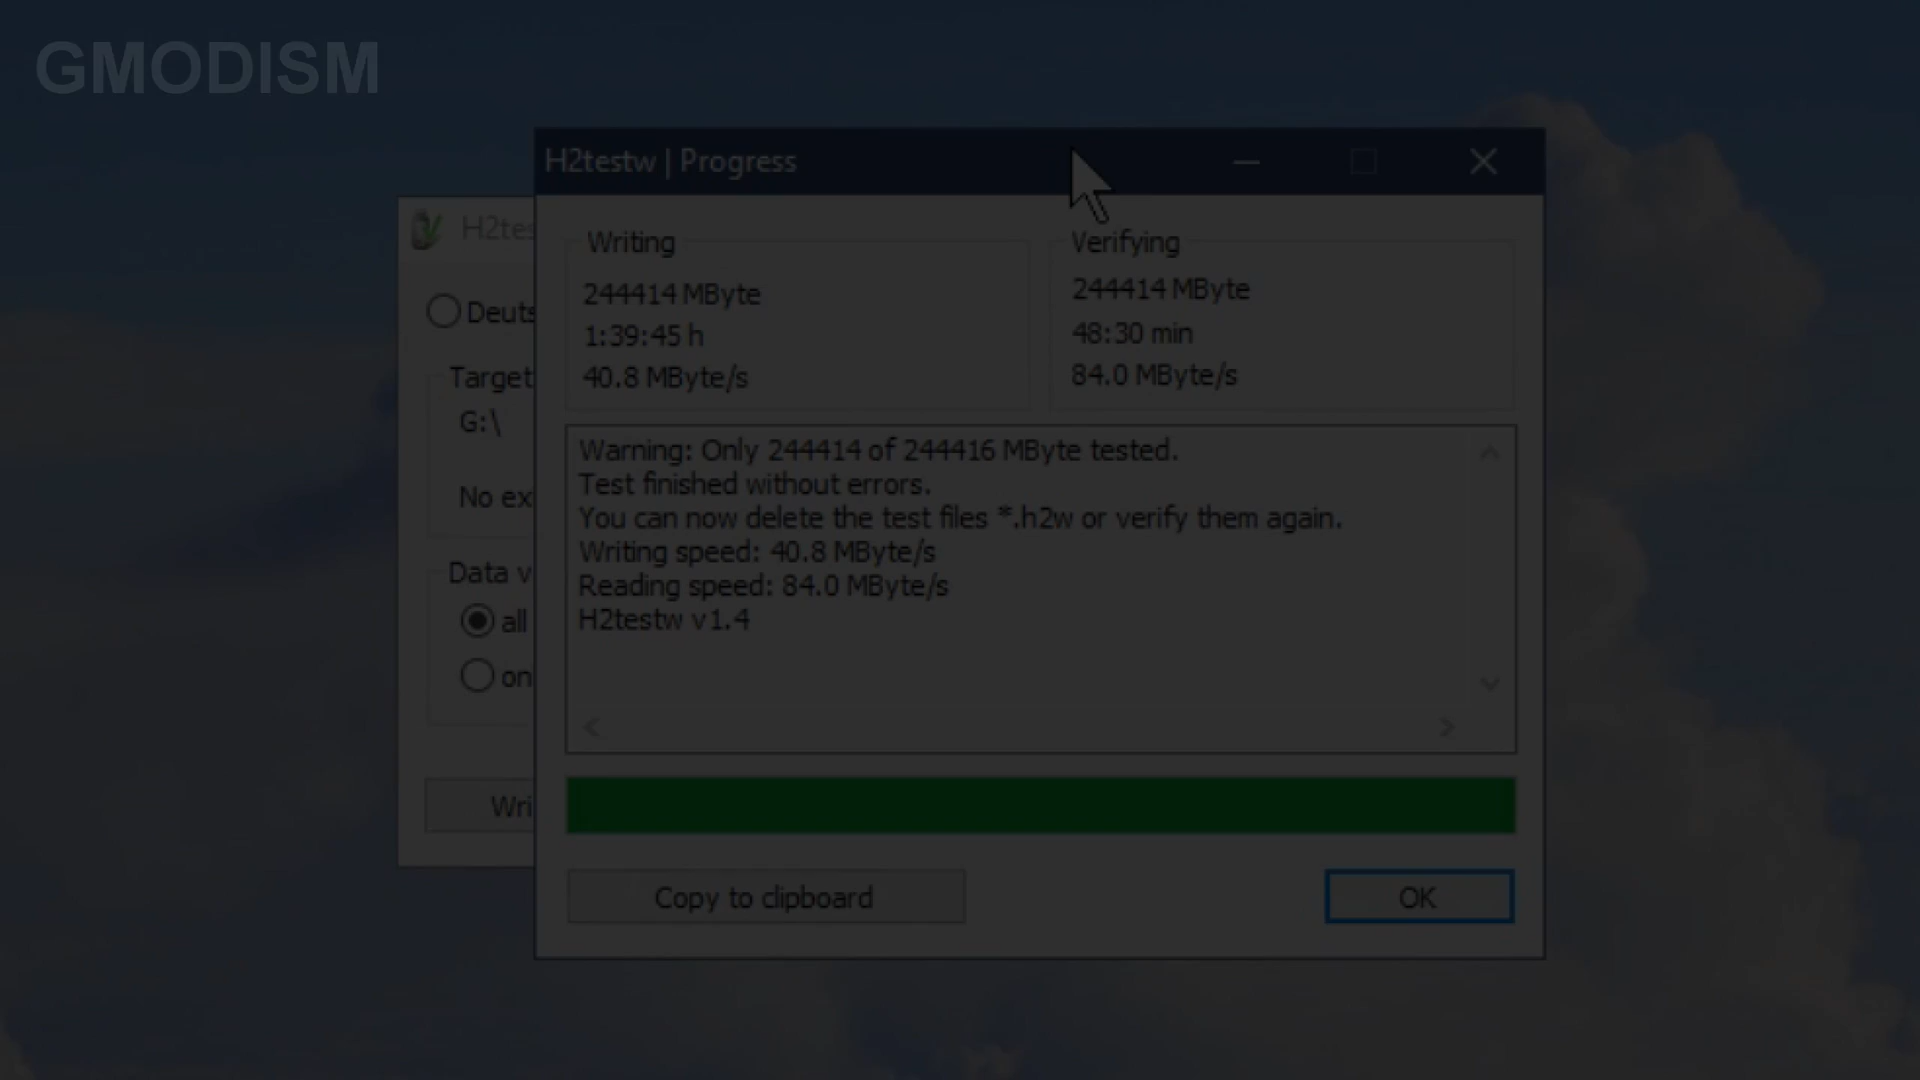 GMODISM
H2testw | Progress
H2tes
Deuts
Target
G:\
No ex
Data v
all
on
Wri
Writing
244414 MByte
1:39:45 h
40.8 MByte/s
Verifying
244414 MByte
48:30 min
84.0 MByte/s
Warning: Only 244414 of 244416 MByte tested.
Test finished without errors.
You can now delete the test files *.h2w or verify them again.
Writing speed: 40.8 MByte/s
Reading speed: 84.0 MByte/s
H2testw v1.4
Copy to clipboard
OK